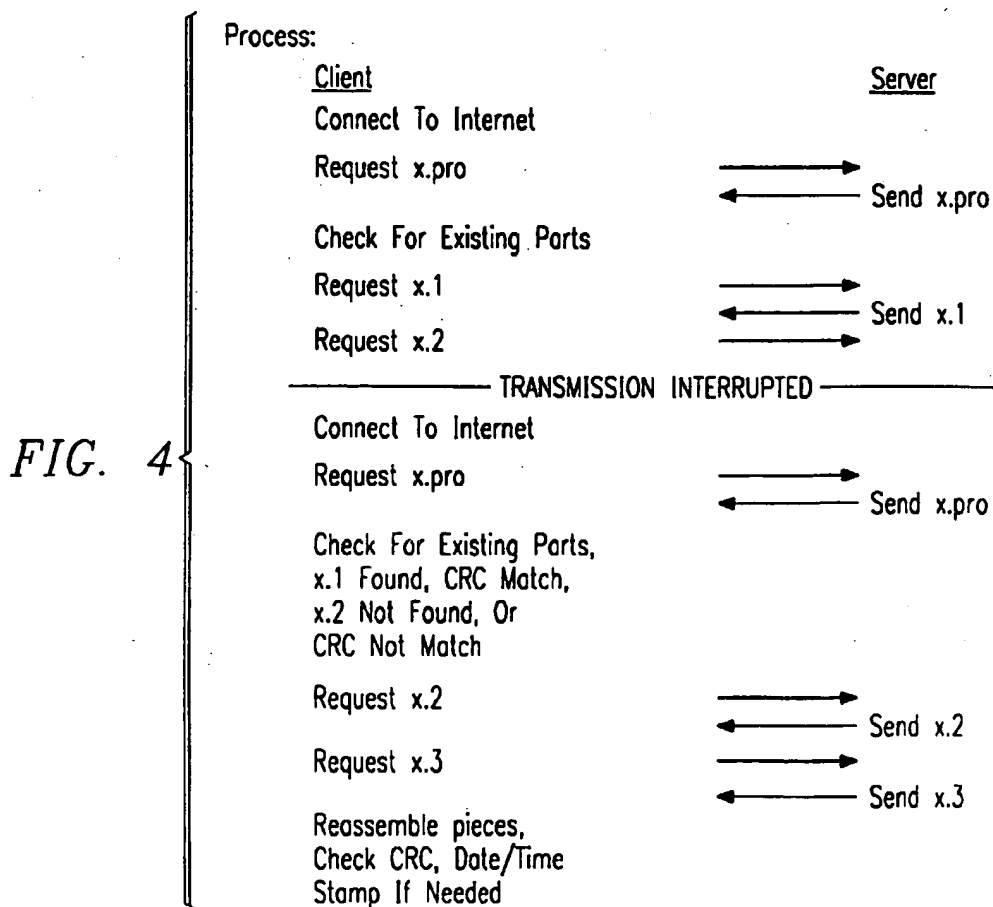 Process:
Client Server
Connect To Internet
Request x.pro
Send x.pro
Check For Existing Parts
Request x.1
Send x.1
Request x.2
TRANSMISSION INTERRUPTED
Connect To Internet
FIG. 4
Request x.pro
Send x.pro
Check For Existing Parts,
x.1 Found, CRC Match,
x.2 Not Found, Or
CRC Not Match
Request x.2
Send x.2
Request x.3
Send x.3
Reassemble pieces,
Check CRC, Date/Time
Stamp If Needed